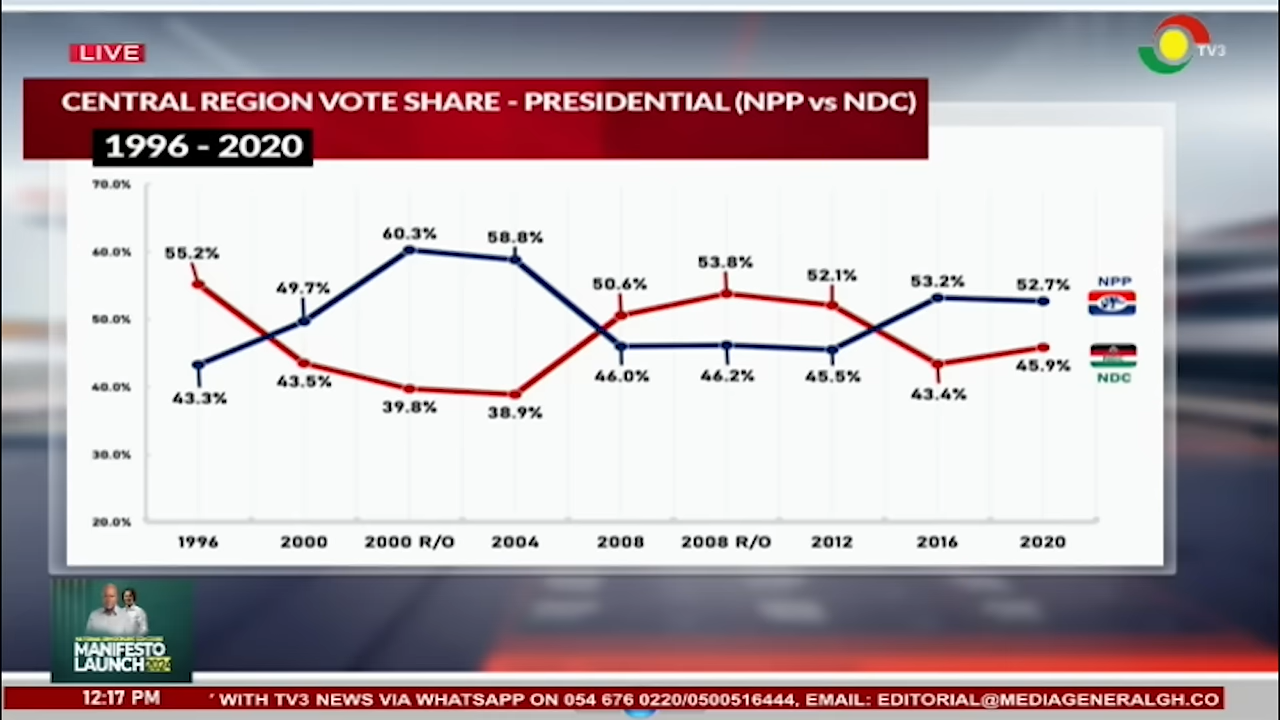 LIVE
TV3
CENTRAL REGION VOTE SHARE - PRESIDENTIAL (NPP vs NDC)
1996 - 2020
70.0%
60.0%
50.0%
40.0%
30.0%
20.0%
55.2%
49.7%
60.3%
58.8%
50.6%
53.8%
52.1%
53.2%
52.7%
43.3%
43.5%
39.8%
38.9%
46.0%
46.2%
45.5%
43.4%
45.9%
NPP
NDC
1996 2000 2000 R/O 2004 2008 2008 R/O 2012 2016 2020
MANIFESTO
LAUNCH 2024
12:17 PM
WITH TV3 NEWS VIA WHATSAPP ON 054 676 0220/0500516444, EMAIL: EDITORIAL@MEDIAGENERALGH.CO